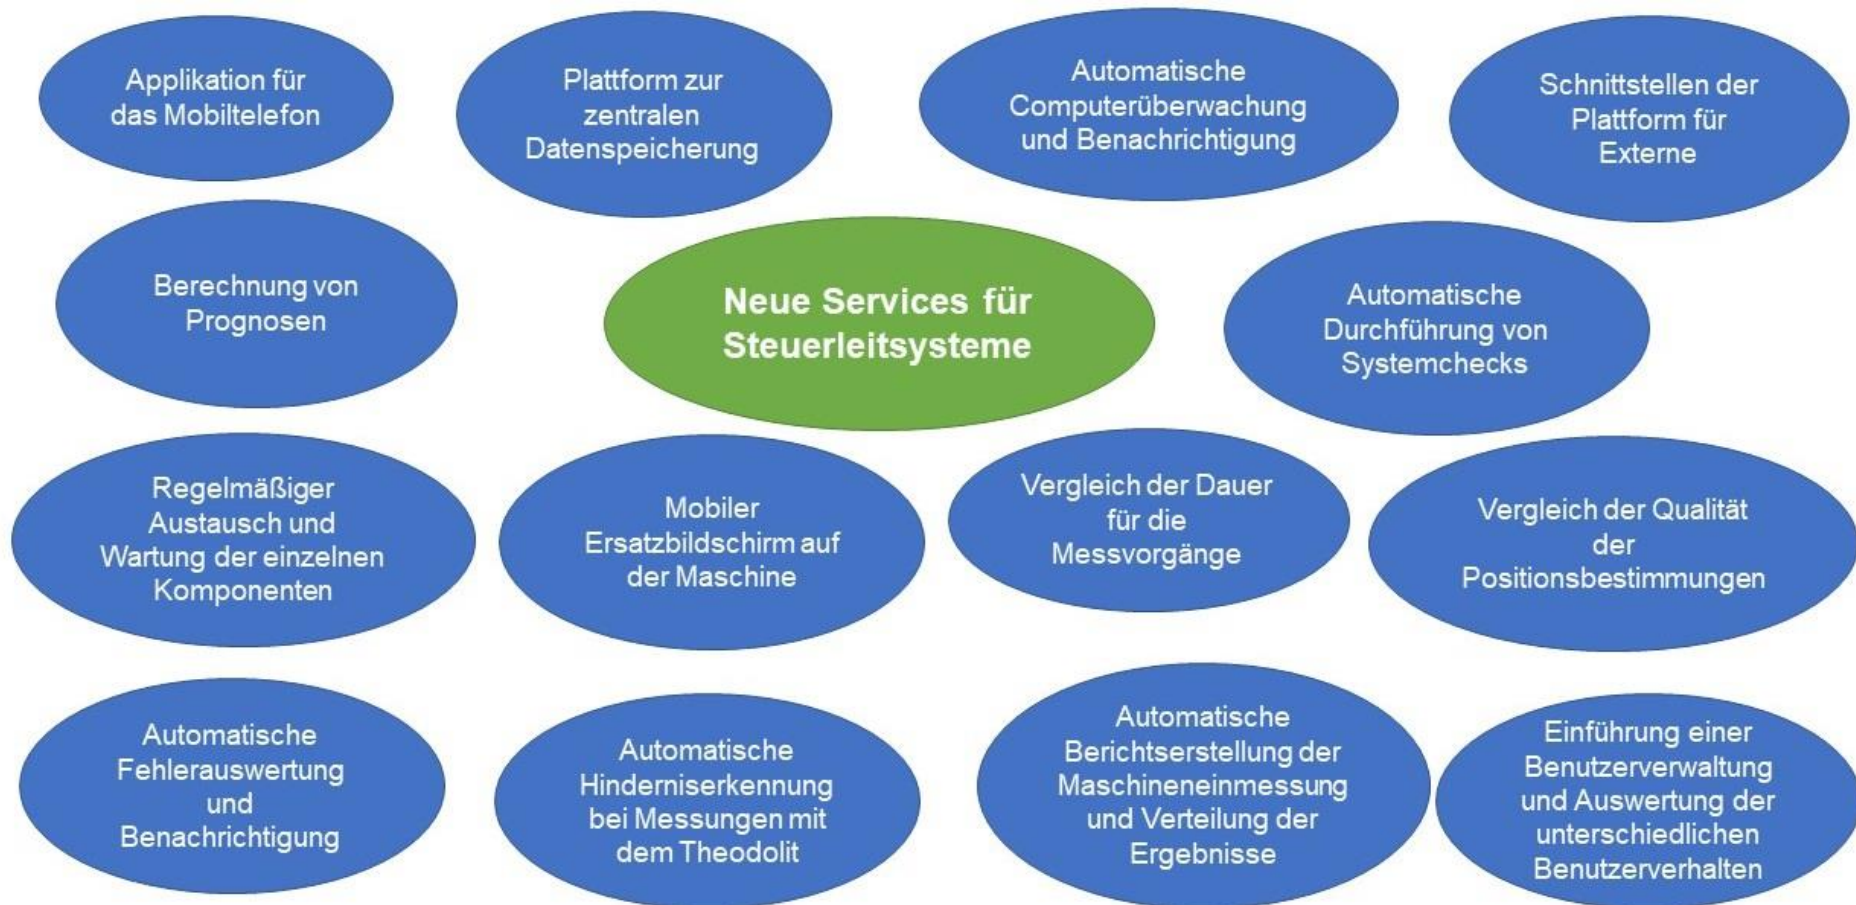 Applikation für
das Mobiltelefon
Plattform zur
zentralen
Datenspeicherung
Automatische
Computerüberwachung
und Benachrichtigung
Schnittstellen der
Plattform für
Externe
Berechnung von
Prognosen
Neue Services für
Steuerleitsysteme
Automatische
Durchführung von
Systemchecks
Regelmäßiger
Austausch und
Wartung der einzelnen
Komponenten
Mobiler
Ersatzbildschirm auf
der Maschine
Vergleich der Dauer
für die
Messvorgänge
Vergleich der Qualität
der
Positionsbestimmungen
Automatische
Fehlerauswertung
und
Benachrichtigung
Automatische
Hinderniserkennung
bei Messungen mit
dem Theodolit
Automatische
Berichtserstellung der
Maschineneinmessung
und Verteilung der
Ergebnisse
Einführung einer
Benutzerverwaltung
und Auswertung der
unterschiedlichen
Benutzerverhalten